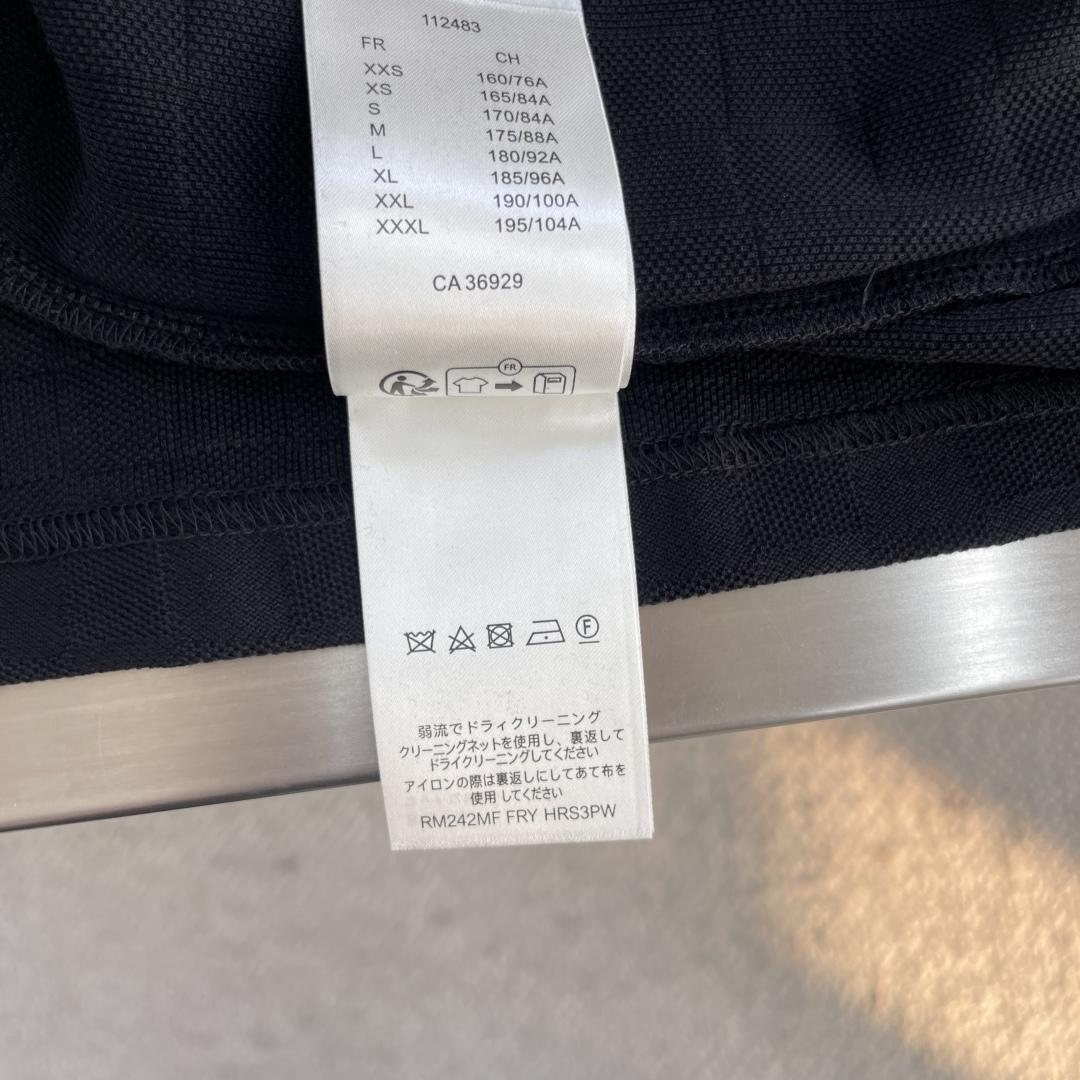 112483
FR CH
XXS 160/76A
XS 165/84A
S 170/84A
M 175/88A
L 180/92A
XL 185/96A
XXL 190/100A
XXXL 195/104A
CA 36929
FR
F
弱流でドライクリーニング
クリーニングネットを使用し、裏返して
ドライクリーニングしてください
アイロンの際は裏返しにしてあて布を
使用 してください
RM242MF FRY HRS3PW